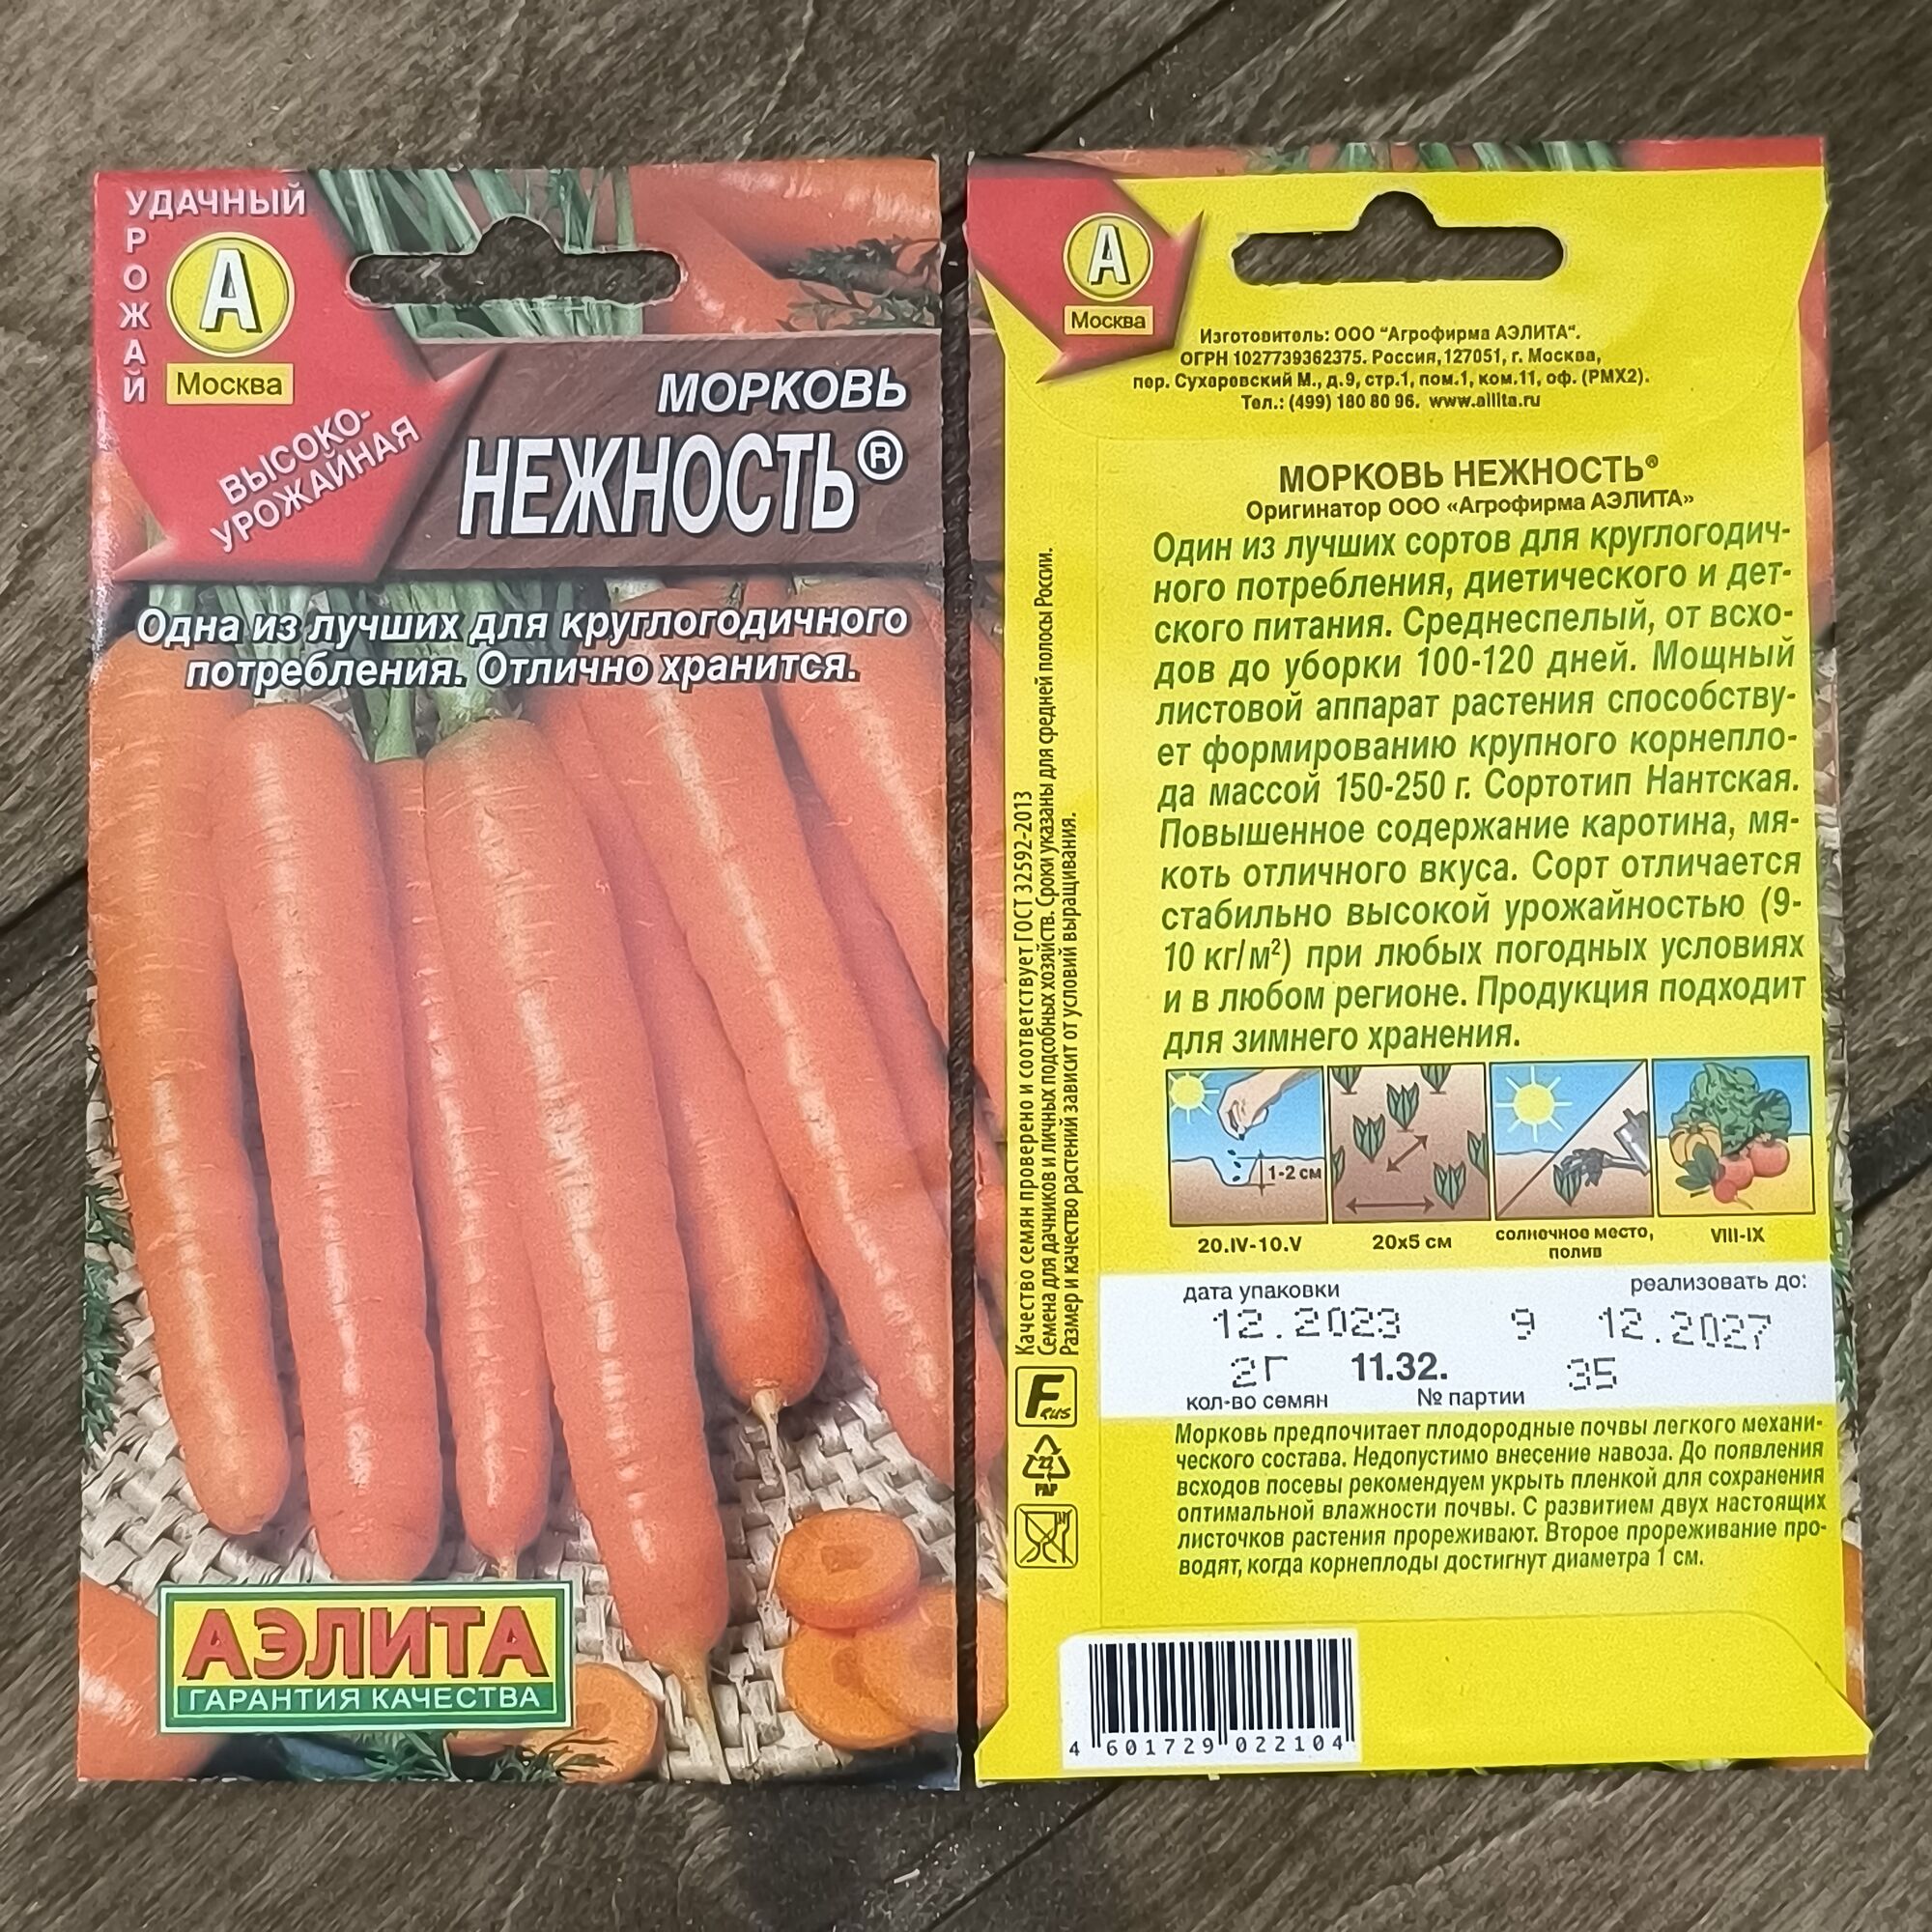 УДАЧНЫЙ
УРОЖАЙ
А
Москва
ВЫСОКО-
УРОЖАЙНАЯ
МОРКОВЬ
НЕЖНОСТЬ®
Одна из лучших для круглогодичного
потребления. Отлично хранится.
АЭЛИТА
ГАРАНТИЯ КАЧЕСТВА
А
Москва
Изготовитель: ООО "Агрофирма АЭЛИТА".
ОГРН 1027739362375. Россия,127051, г. Москва,
пер. Сухаревский М., д.9, стр.1, пом.1, ком.11, оф. (РМХ2).
Тел.: (499) 180 80 96. www.ailita.ru
МОРКОВЬ НЕЖНОСТЬ®
Оригинатор ООО «Агрофирма АЭЛИТА»
Один из лучших сортов для круглогодич-
ного потребления, диетического и дет-
ского питания. Среднеспелый, от всхо-
дов до уборки 100-120 дней. Мощный
листовой аппарат растения способству-
ет формированию крупного корнепло-
да массой 150-250 г. Сортотип Нантская.
Повышенное содержание каротина, мя-
коть отличного вкуса. Сорт отличается
стабильно высокой урожайностью (9-
10 кг/м²) при любых погодных условиях
и в любом регионе. Продукция подходит
для зимнего хранения.
1-2 см
20.IV-10.V
20x5 см
солнечное место,
полив
VIII-IX
дата упаковки
реализовать до:
12.2023 9 12.2027
2Г 11.32. 35
кол-во семян № партии
Морковь предпочитает плодородные почвы легкого механи-
ческого состава. Недопустимо внесение навоза. До появления
всходов посевы рекомендуем укрыть пленкой для сохранения
оптимальной влажности почвы. С развитием двух настоящих
листочков растения прореживают. Второе прореживание про-
водят, когда корнеплоды достигнут диаметра 1 см.
Качество семян проверено и соответствует ГОСТ 32592-2013
Семена для дачников и личных подсобных хозяйств. Сроки указаны для средней полосы России.
Размер и качество растений зависит от условий выращивания.
F RUS
22
PAP
4 601729 022104